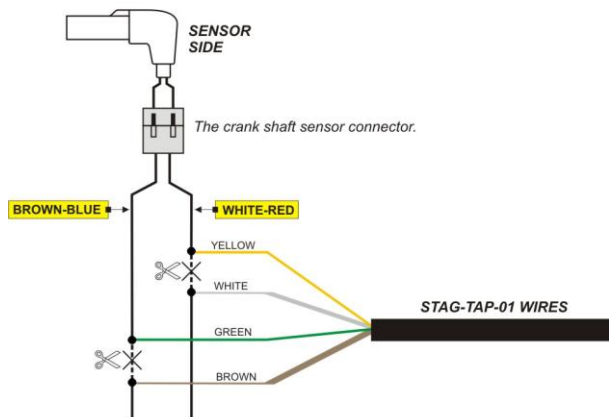 SENSOR
SIDE
The crank shaft sensor connector.
BROWN-BLUE
WHITE-RED
YELLOW
WHITE
STAG-TAP-01 WIRES
GREEN
BROWN